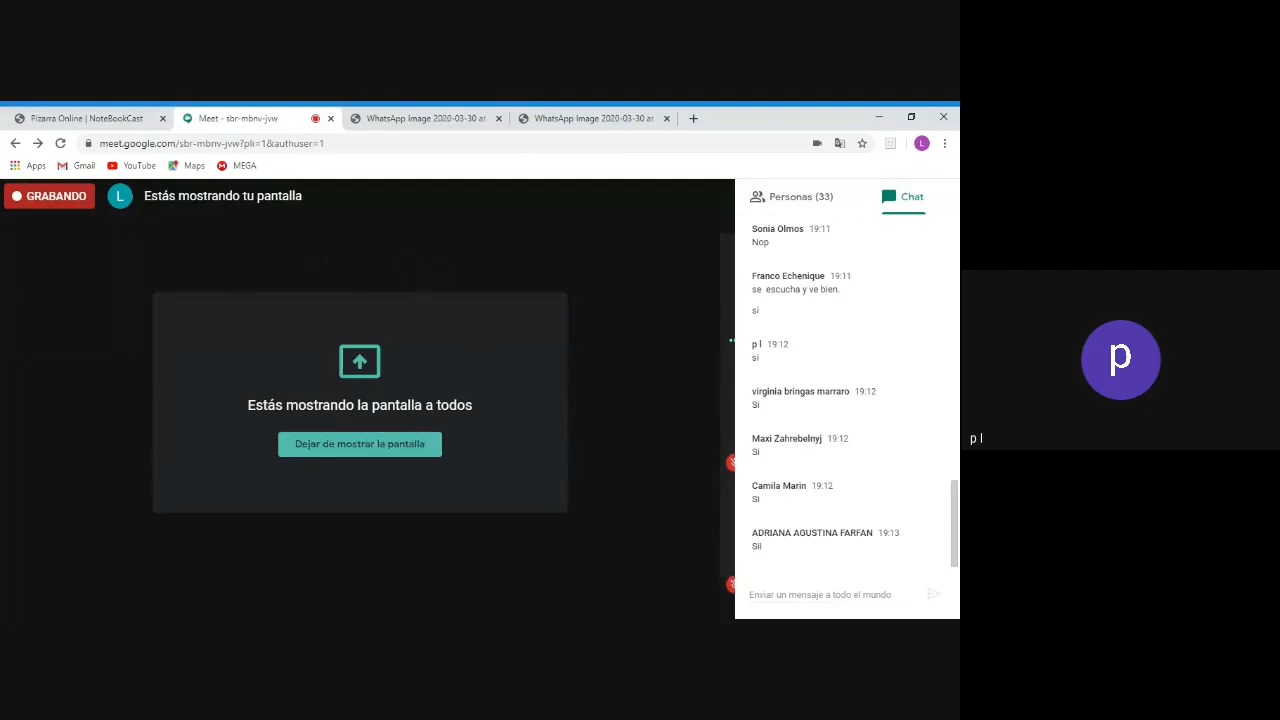 Pizarra Online | NoteBookCast
Meet - sbr-mbnv-jvw
WhatsApp Image 2020-03-30 at
WhatsApp Image 2020-03-30 at
meet.google.com/sbr-mbnv-jvw?pli=1&authuser=1
L
Apps
Gmail
YouTube
Maps
MEGA
GRABANDO
L
Estás mostrando tu pantalla
Personas (33)
Chat
Sonia Olmos 19:11
Nop
Franco Echenique 19:11
se escucha y ve bien.
si
p l 19:12
si
virginia bringas marraro 19:12
Si
Maxi Zahrebelnyj 19:12
Si
Camila Marin 19:12
Si
ADRIANA AGUSTINA FARFAN 19:13
Sii
Enviar un mensaje a todo el mundo
Estás mostrando la pantalla a todos
Dejar de mostrar la pantalla
p
p l